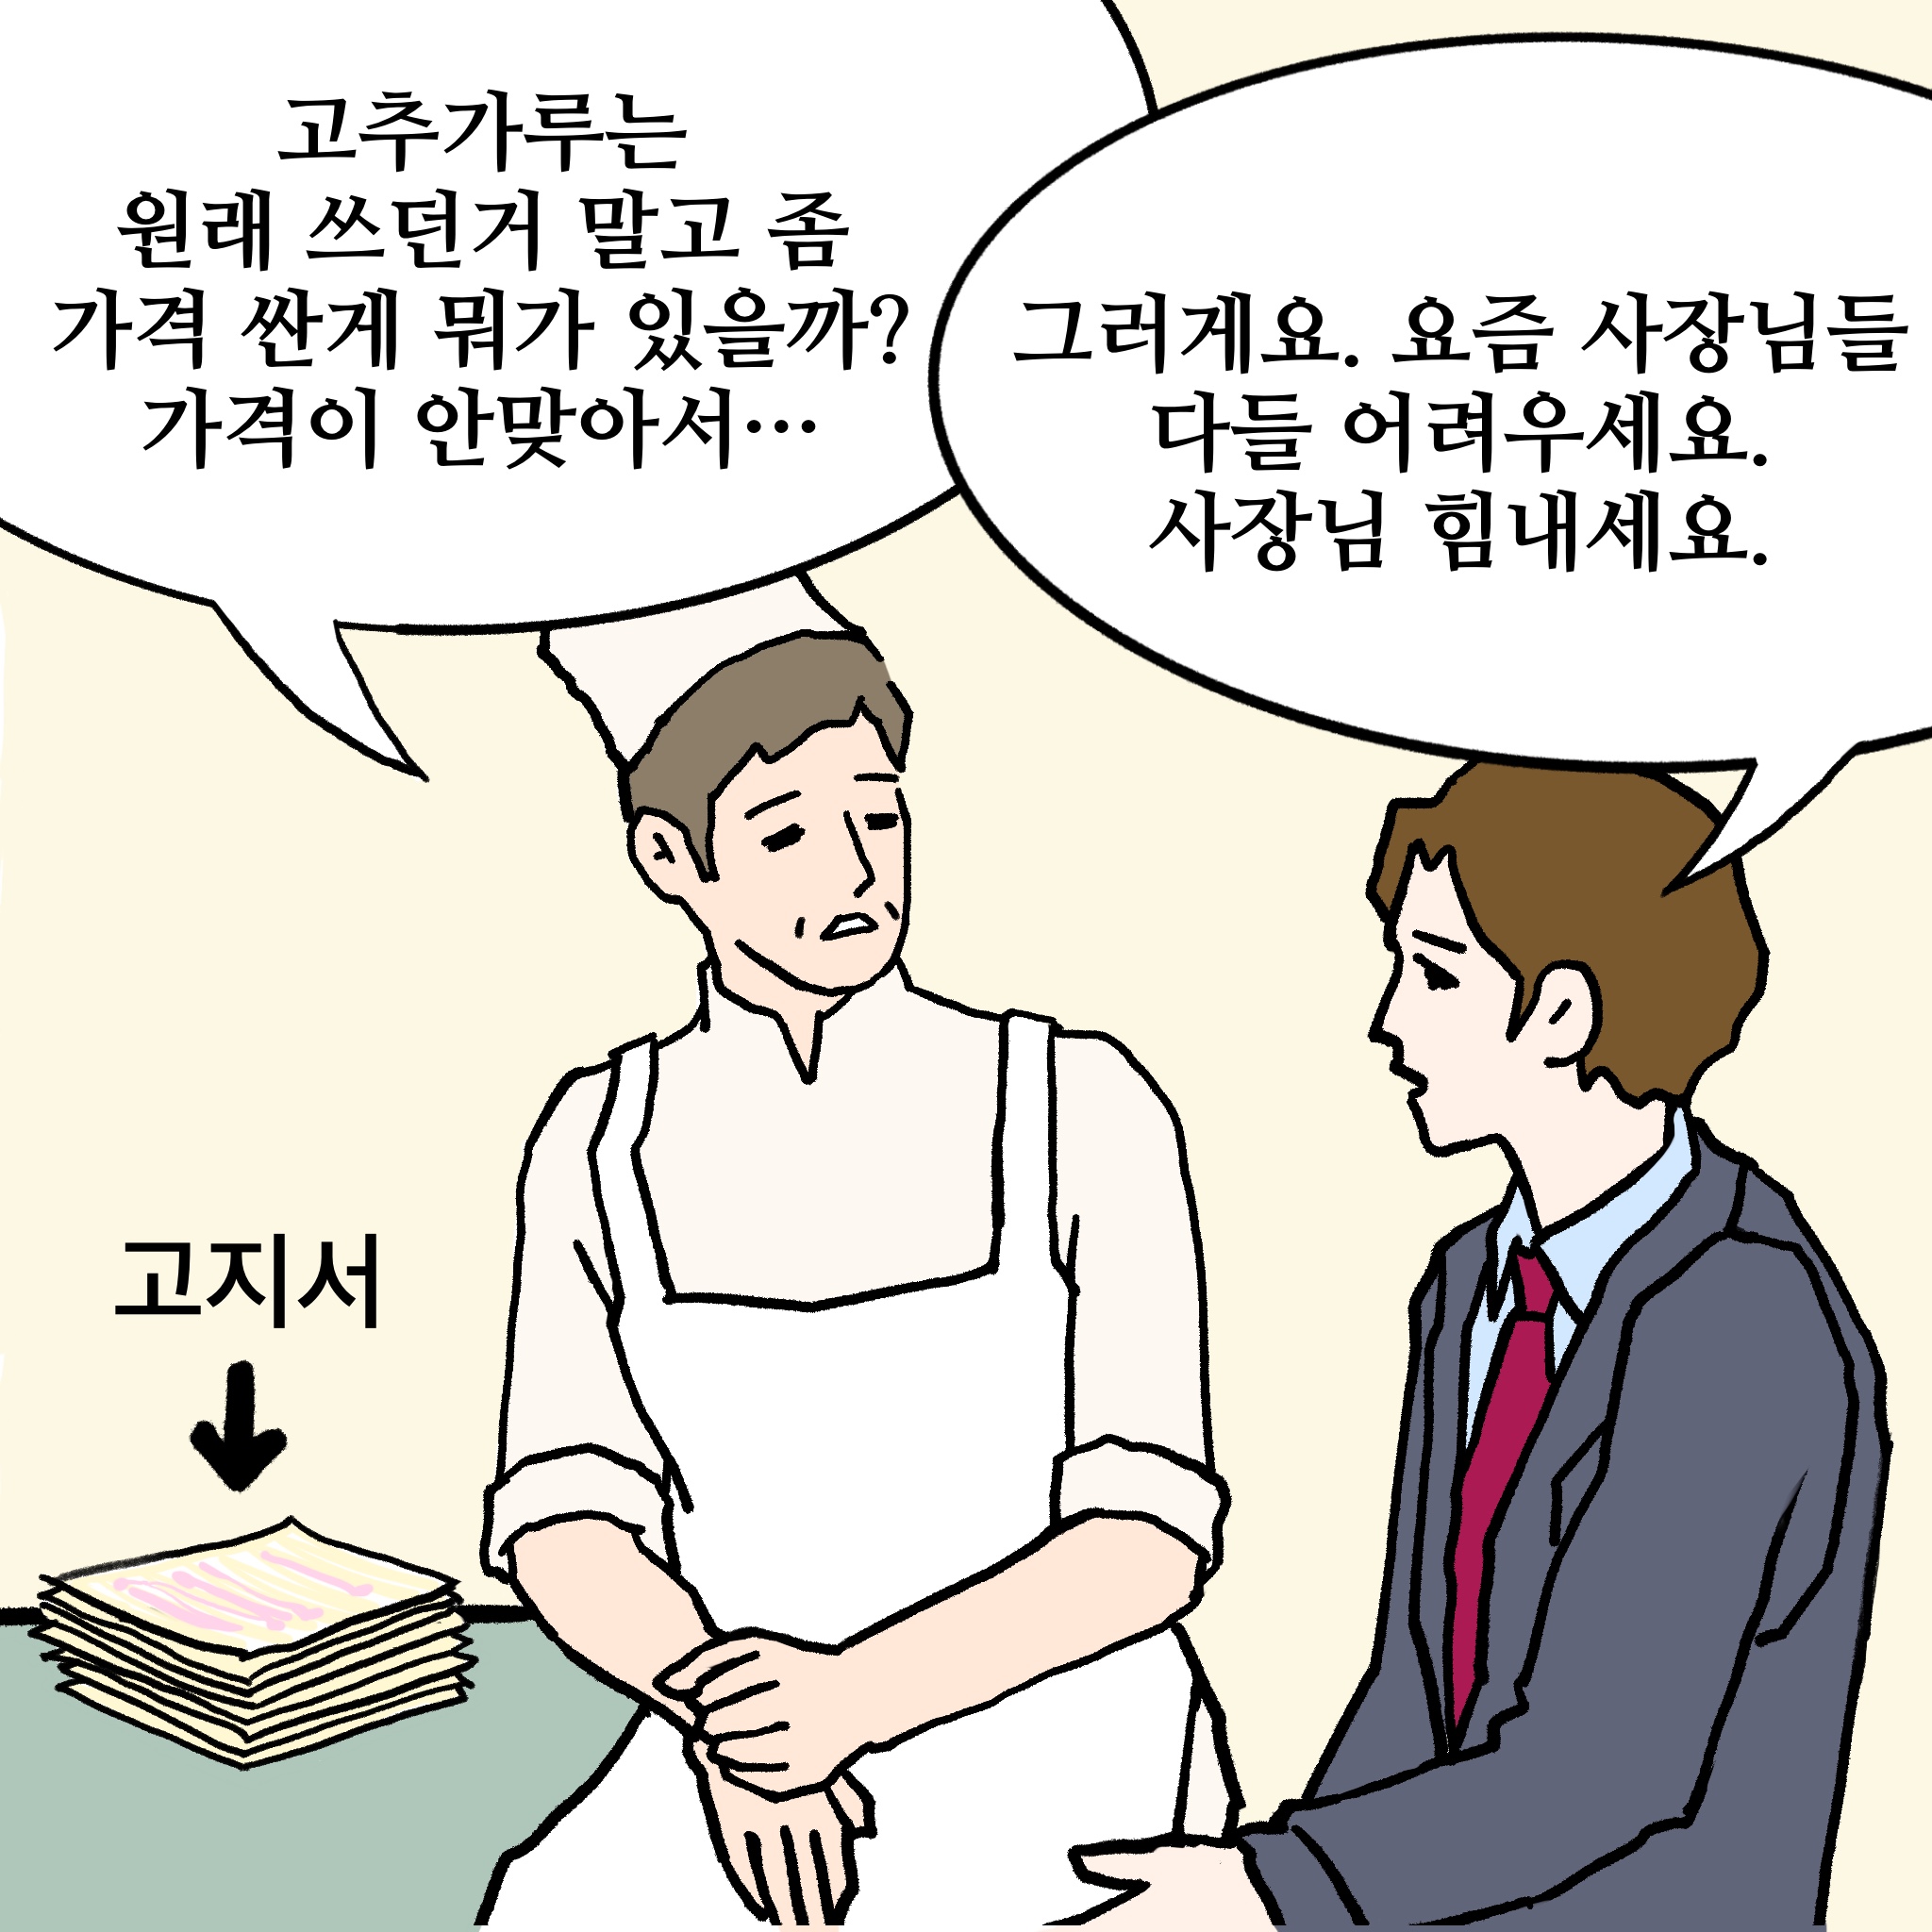 고추가루는
원래 쓰던거 말고 좀
가격 싼게 뭐가 있을까?
가격이 안맞아서…
그러게요. 요즘 사장님들
다들 어려우세요.
사장님 힘내세요.
고지서